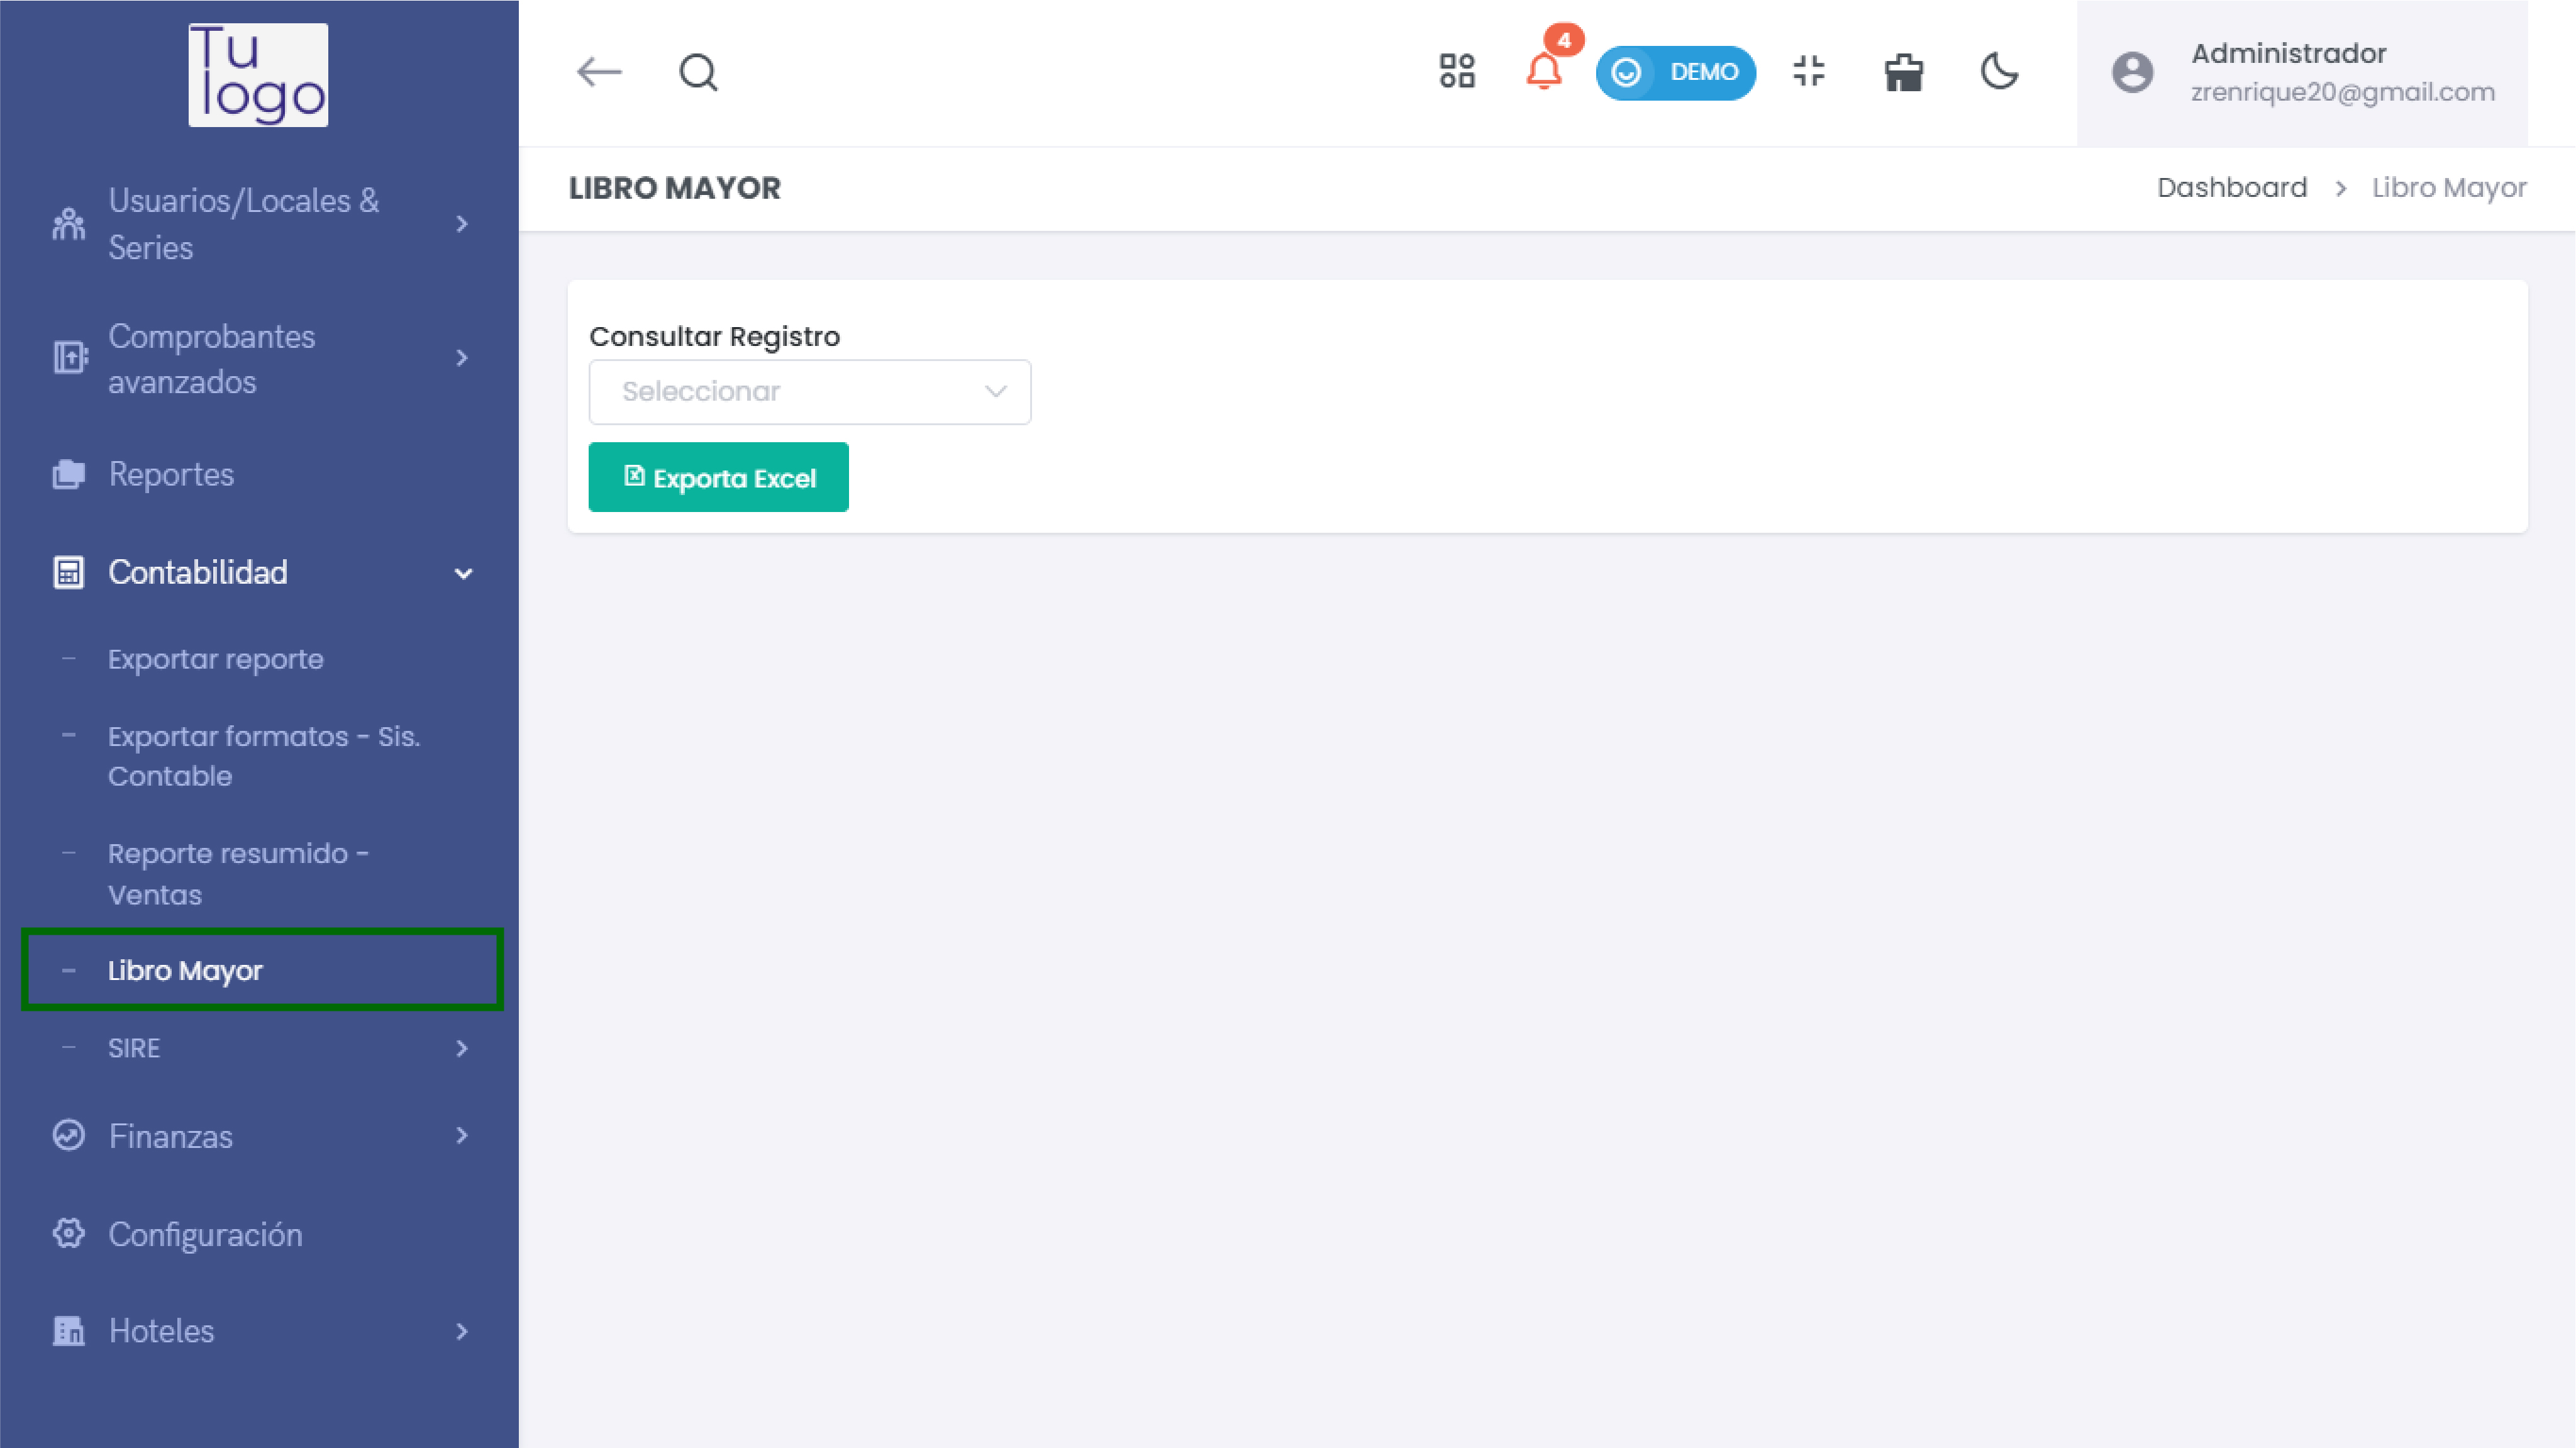 Tu
logo
Usuarios/Locales &
Series
Comprobantes
avanzados
Reportes
Contabilidad
- Exportar reporte
- Exportar formatos - Sis.
Contable
- Reporte resumido -
Ventas
- Libro Mayor
- SIRE
Finanzas
Configuración
Hoteles
4
DEMO
Administrador
zrenrique20@gmail.com
LIBRO MAYOR
Dashboard > Libro Mayor
Consultar Registro
Seleccionar
Exporta Excel